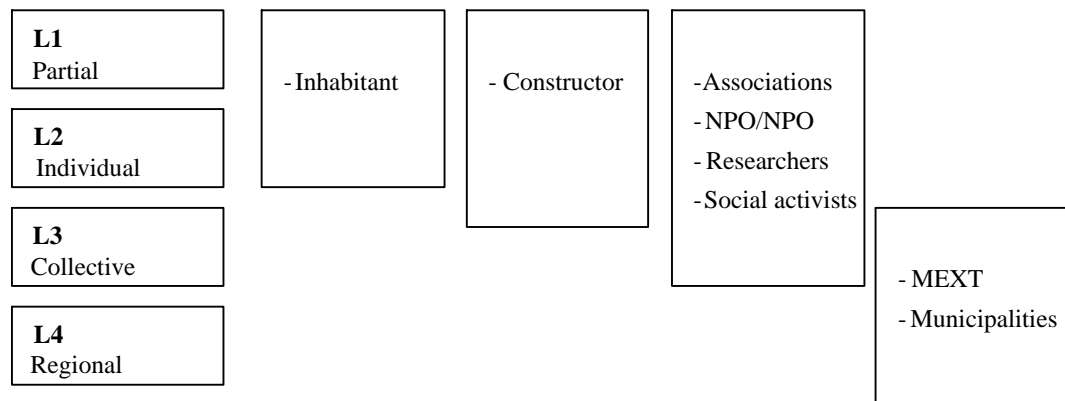 L1
Partial
L2
Individual
L3
Collective
L4
Regional
- Inhabitant
- Constructor
- Associations
- NPO/NPO
- Researchers
- Social activists
- MEXT
- Municipalities